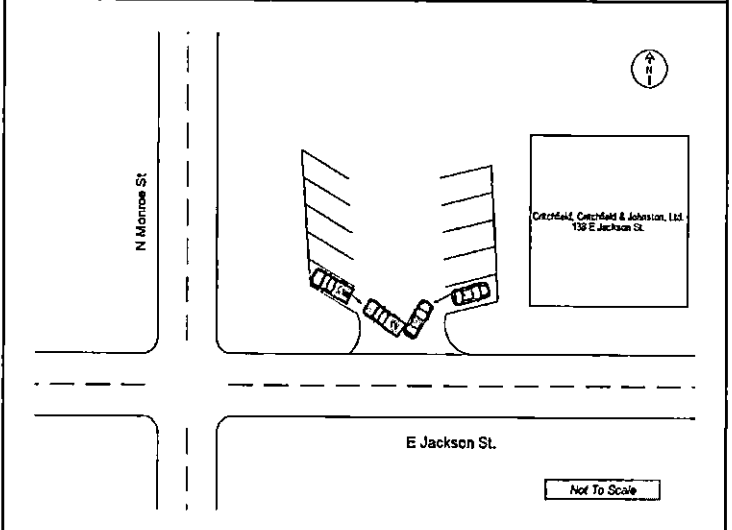 N
N Monroe St
Critchfield, Critchfield & Johnston, Ltd.
138 E Jackson St.
E Jackson St.
Not To Scale